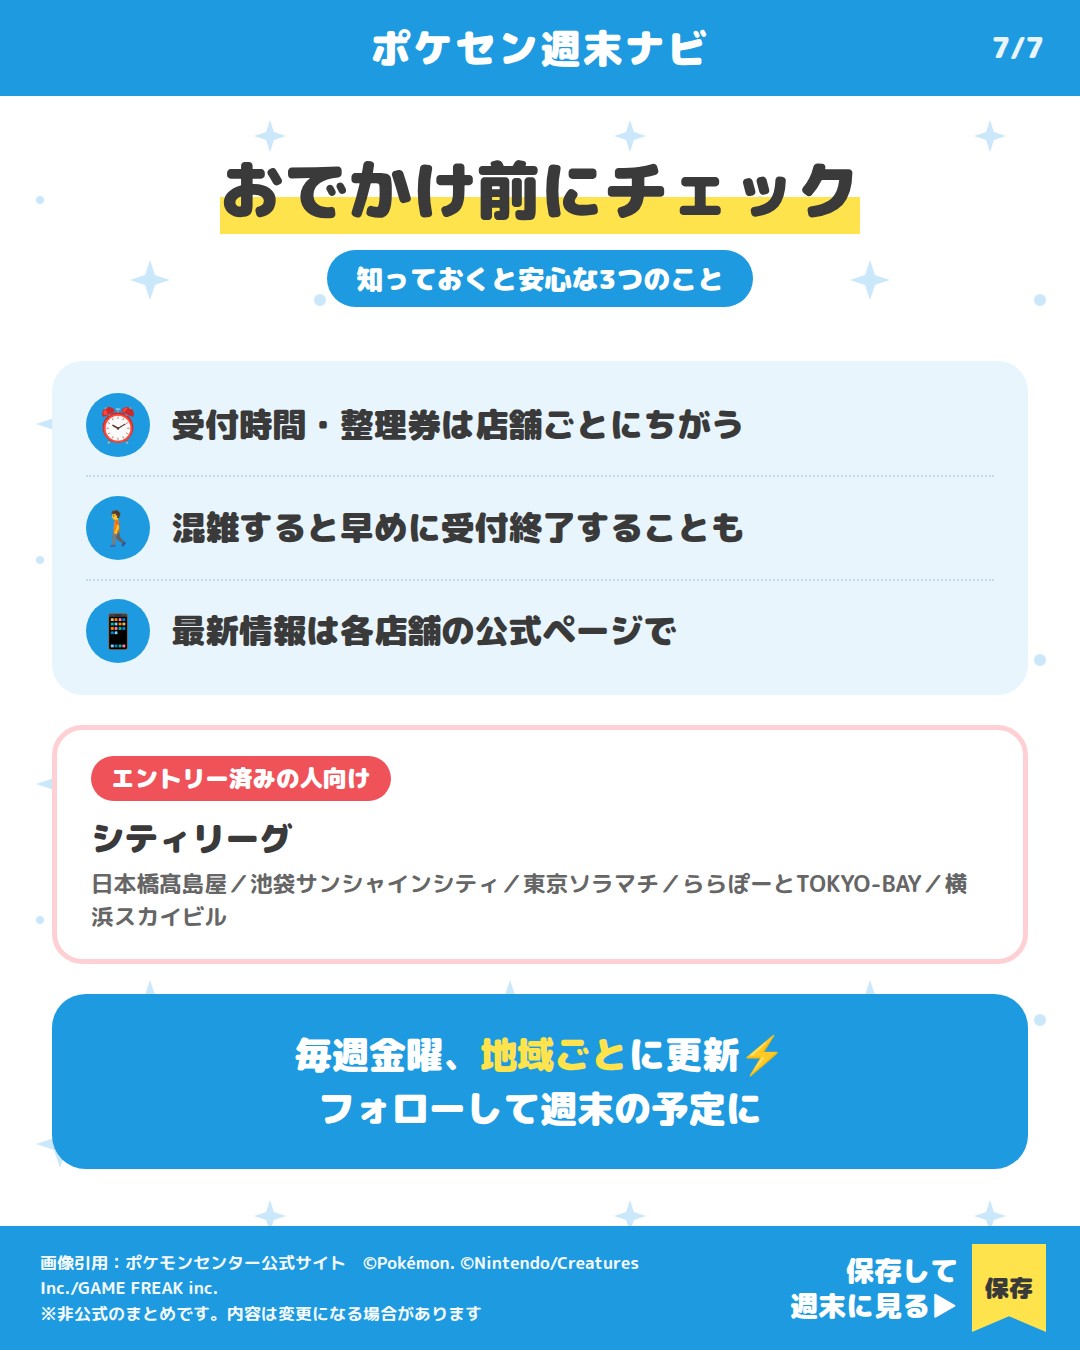 ポケセン週末ナビ
7/7
おでかけ前にチェック
知っておくと安心な3つのこと
受付時間・整理券は店舗ごとにちがう
混雑すると早めに受付終了することも
最新情報は各店舗の公式ページで
エントリー済みの人向け
シティリーグ
日本橋髙島屋／池袋サンシャインシティ／東京ソラマチ／ららぽーとTOKYO-BAY／横
浜スカイビル
毎週金曜、地域ごとに更新⚡
フォローして週末の予定に
画像引用：ポケモンセンター公式サイト　©Pokémon. ©Nintendo/Creatures
Inc./GAME FREAK inc.
※非公式のまとめです。内容は変更になる場合があります
保存して
週末に見る▶
保存